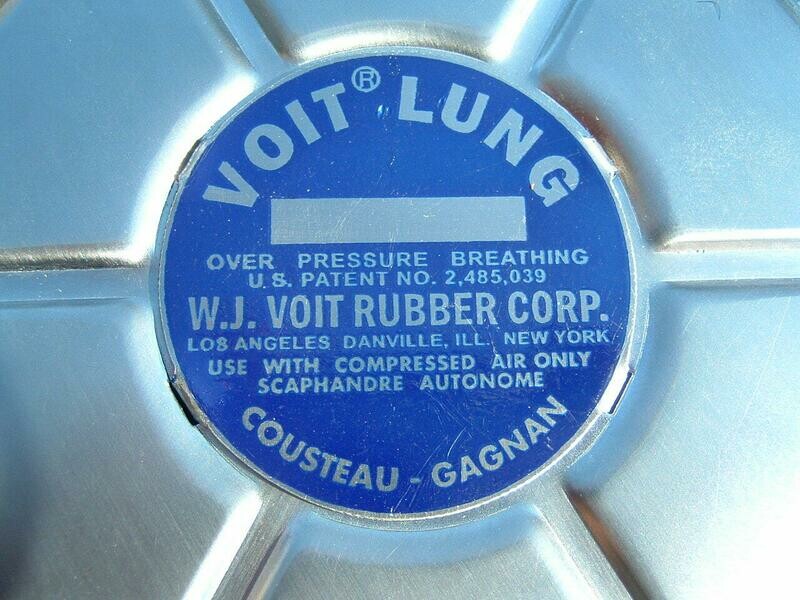 VOIT® LUNG
OVER PRESSURE BREATHING
U.S. PATENT NO. 2,485,039
W.J. VOIT RUBBER CORP.
LOS ANGELES DANVILLE, ILL. NEW YORK
USE WITH COMPRESSED AIR ONLY
SCAPHANDRE AUTONOME
COUSTEAU - GAGNAN